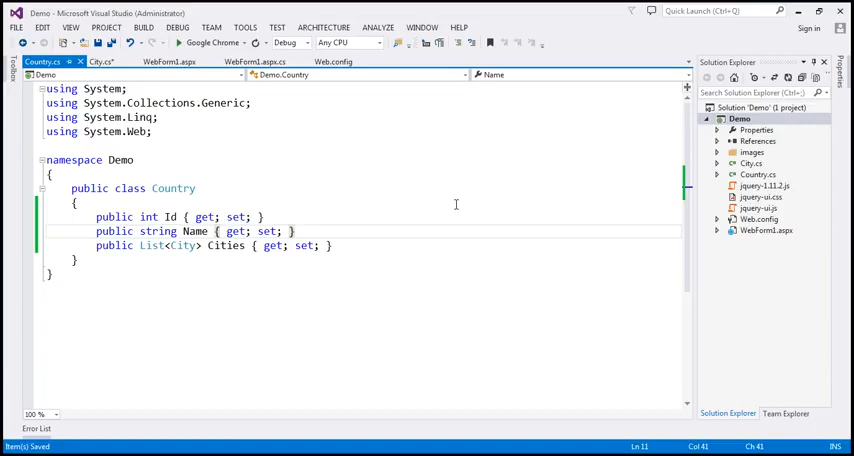 Demo - Microsoft Visual Studio (Administrator)
Quick Launch (Ctrl+Q)
FILE EDIT VIEW PROJECT BUILD DEBUG TEAM TOOLS TEST ARCHITECTURE ANALYZE WINDOW HELP
Sign in
Google Chrome Debug Any CPU
Toolbox
Country.cs City.cs* WebForm1.aspx WebForm1.aspx.cs Web.config
Demo Demo.Country Name
using System;
using System.Collections.Generic;
using System.Linq;
using System.Web;
namespace Demo
{
public class Country
{
public int Id { get; set; }
public string Name { get; set; }
public List<City> Cities { get; set; }
}
}
100 %
Solution Explorer
Search Solution Explorer (Ctrl+;)
Solution 'Demo' (1 project)
Demo
Properties
References
images
City.cs
Country.cs
jquery-1.11.2.js
jquery-ui.css
jquery-ui.js
Web.config
WebForm1.aspx
Solution Explorer Team Explorer
Properties
Error List
Item(s) Saved Ln 11 Col 41 Ch 41 INS